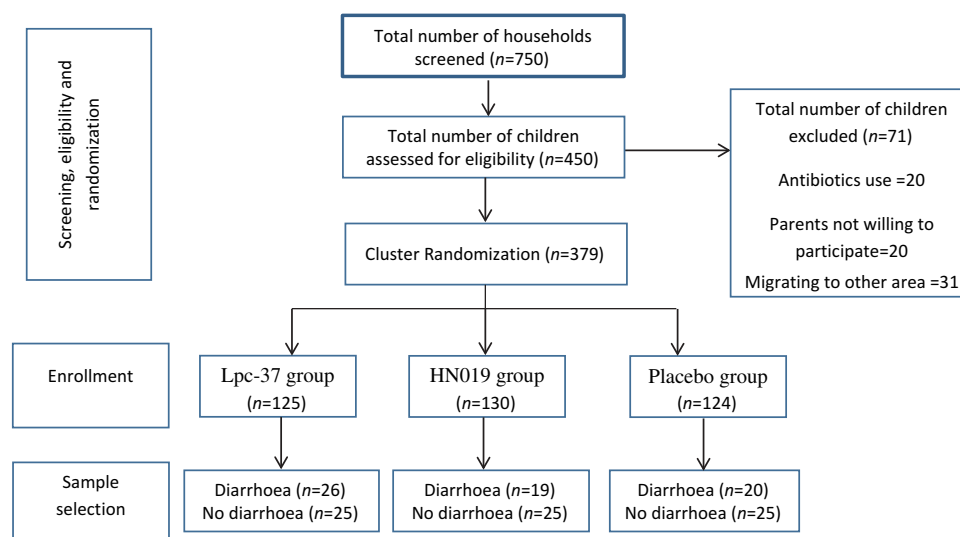 Screening, eligibility and
randomization
Total number of households
screened (n=750)
Total number of children
assessed for eligibility (n=450)
Total number of children
excluded (n=71)
Antibiotics use =20
Parents not willing to
participate=20
Migrating to other area =31
Cluster Randomization (n=379)
Enrollment
Lpc-37 group
(n=125)
HN019 group
(n=130)
Placebo group
(n=124)
Sample
selection
Diarrhoea (n=26)
No diarrhoea (n=25)
Diarrhoea (n=19)
No diarrhoea (n=25)
Diarrhoea (n=20)
No diarrhoea (n=25)